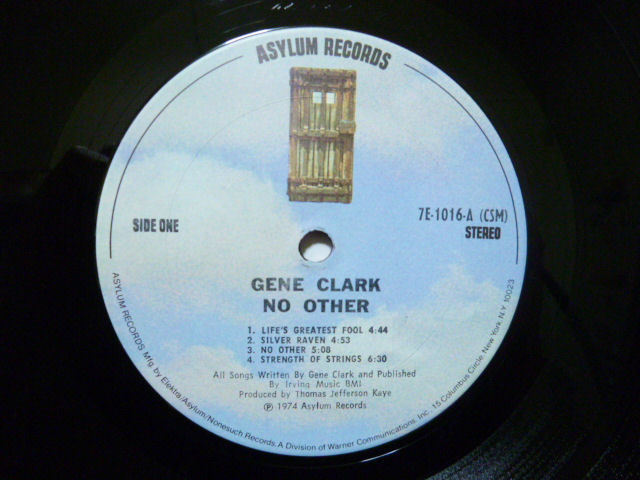 ASYLUM RECORDS
SIDE ONE
7E-1016-A (CSM)
STEREO
GENE CLARK
NO OTHER
1. LIFE'S GREATEST FOOL 4:44
2. SILVER RAVEN 4:53
3. NO OTHER 5:08
4. STRENGTH OF STRINGS 6:30
All Songs Written By Gene Clark and Published
By Irving Music BMI
Produced by Thomas Jefferson Kaye
℗ 1974 Asylum Records
ASYLUM RECORDS Mfg. by Elektra/Asylum/Nonesuch Records, A Division of Warner Communications, Inc. 15 Columbus Circle, New York, N.Y. 10023